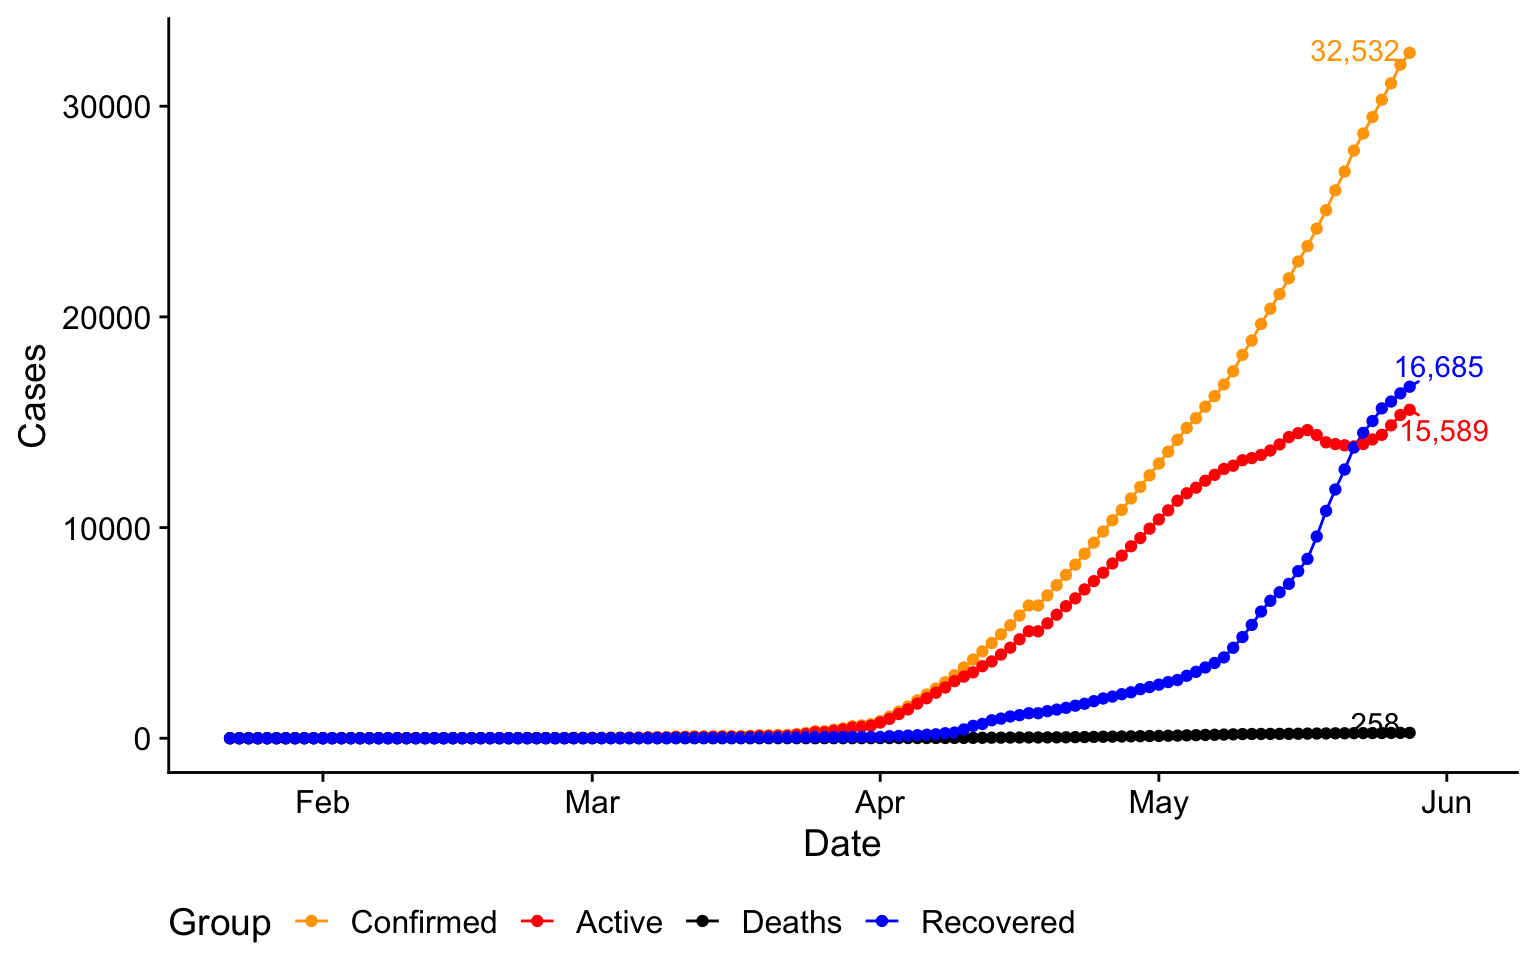 32,532
30000
20000
16,685
15,589
10000
258
0
Cases
Feb Mar Apr May Jun
Date
Group Confirmed Active Deaths Recovered